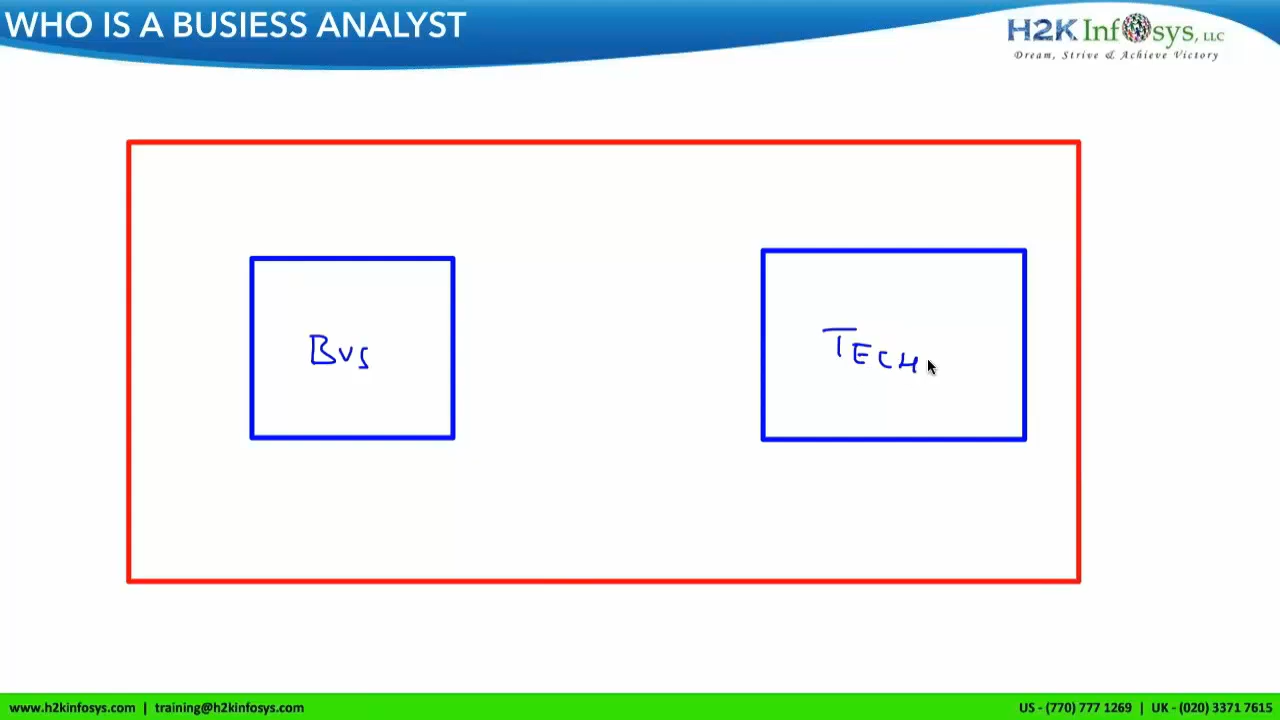 WHO IS A BUSIESS ANALYST
H2K Infosys, LLC
Dream, Strive & Achieve Victory
BUS
TECH
www.h2kinfosys.com | training@h2kinfosys.com
US - (770) 777 1269 | UK - (020) 3371 7615